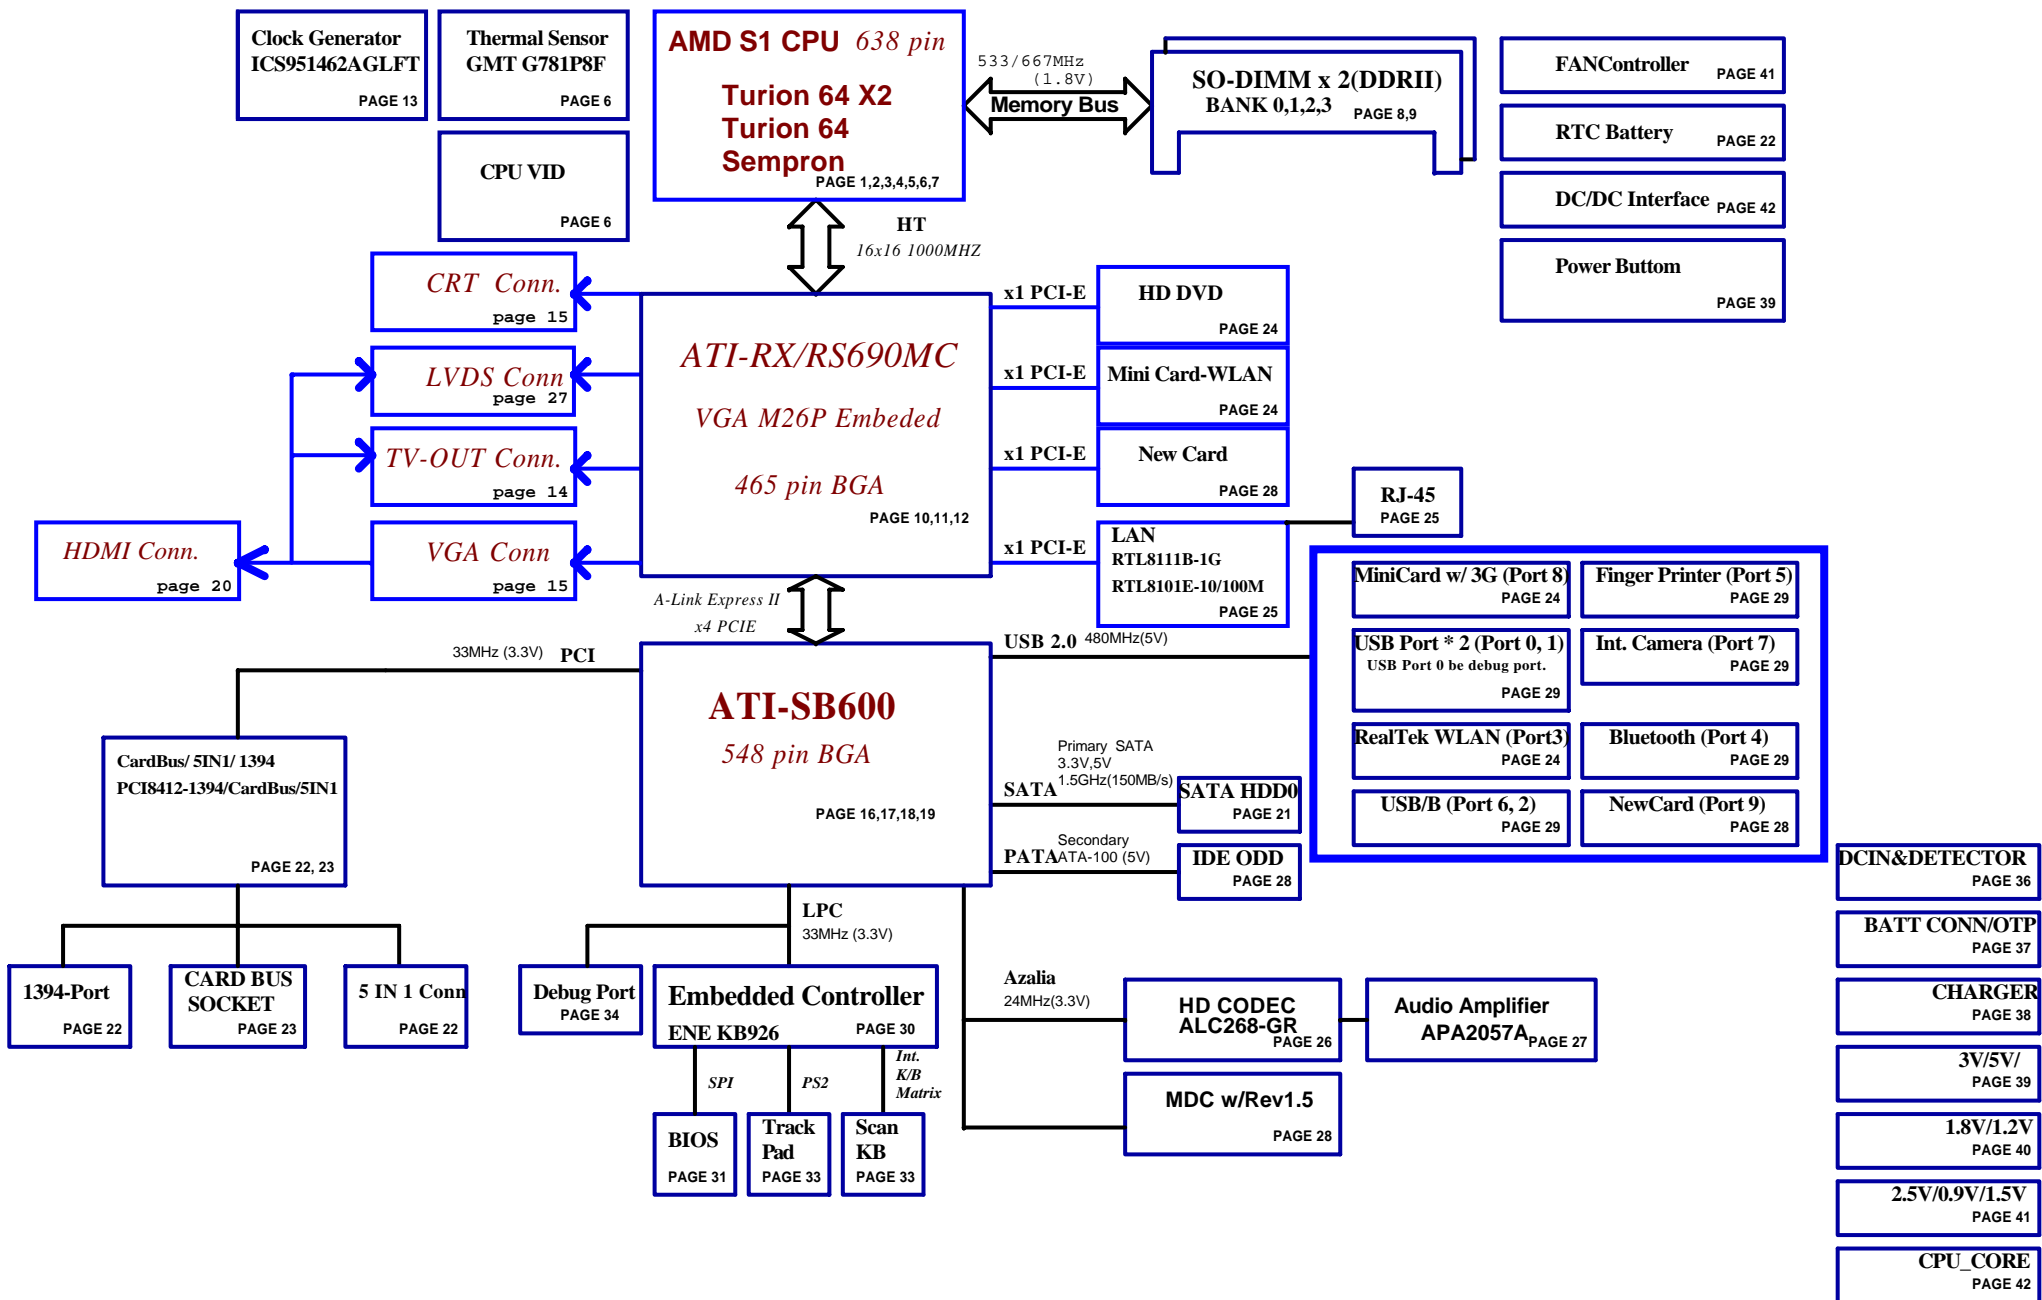 Clock Generator
ICS951462AGLFT
PAGE 13
Thermal Sensor
GMT G781P8F
PAGE 6
CPU VID
PAGE 6
AMD S1 CPU 638 pin
Turion 64 X2
Turion 64
Sempron
PAGE 1,2,3,4,5,6,7
533/667MHz
(1.8V)
Memory Bus
SO-DIMM x 2(DDRII)
BANK 0,1,2,3 PAGE 8,9
FANController PAGE 41
RTC Battery PAGE 22
DC/DC Interface PAGE 42
Power Buttom
PAGE 39
HT
16x16 1000MHZ
CRT Conn.
page 15
LVDS Conn
page 27
TV-OUT Conn.
page 14
VGA Conn
page 15
HDMI Conn.
page 20
ATI-RX/RS690MC
VGA M26P Embeded
465 pin BGA
PAGE 10,11,12
x1 PCI-E
HD DVD
PAGE 24
x1 PCI-E
Mini Card-WLAN
PAGE 24
x1 PCI-E
New Card
PAGE 28
x1 PCI-E
LAN
RTL8111B-1G
RTL8101E-10/100M
PAGE 25
RJ-45
PAGE 25
A-Link Express II
x4 PCIE
USB 2.0 480MHz(5V)
MiniCard w/ 3G (Port 8)
PAGE 24
Finger Printer (Port 5)
PAGE 29
USB Port * 2 (Port 0, 1)
USB Port 0 be debug port.
PAGE 29
Int. Camera (Port 7)
PAGE 29
RealTek WLAN (Port3)
PAGE 24
Bluetooth (Port 4)
PAGE 29
USB/B (Port 6, 2)
PAGE 29
NewCard (Port 9)
PAGE 28
33MHz (3.3V) PCI
ATI-SB600
548 pin BGA
PAGE 16,17,18,19
Primary SATA
3.3V,5V
1.5GHz(150MB/s)
SATA
SATA HDD0
PAGE 21
Secondary
ATA-100 (5V)
PATA
IDE ODD
PAGE 28
CardBus/ 5IN1/ 1394
PCI8412-1394/CardBus/5IN1
PAGE 22, 23
1394-Port
PAGE 22
CARD BUS
SOCKET
PAGE 23
5 IN 1 Conn
PAGE 22
LPC
33MHz (3.3V)
Debug Port
PAGE 34
Embedded Controller
ENE KB926 PAGE 30
SPI
PS2
Int.
K/B
Matrix
BIOS
PAGE 31
Track
Pad
PAGE 33
Scan
KB
PAGE 33
Azalia
24MHz(3.3V)
HD CODEC
ALC268-GR
PAGE 26
Audio Amplifier
APA2057A PAGE 27
MDC w/Rev1.5
PAGE 28
DCIN&DETECTOR
PAGE 36
BATT CONN/OTP
PAGE 37
CHARGER
PAGE 38
3V/5V/
PAGE 39
1.8V/1.2V
PAGE 40
2.5V/0.9V/1.5V
PAGE 41
CPU_CORE
PAGE 42